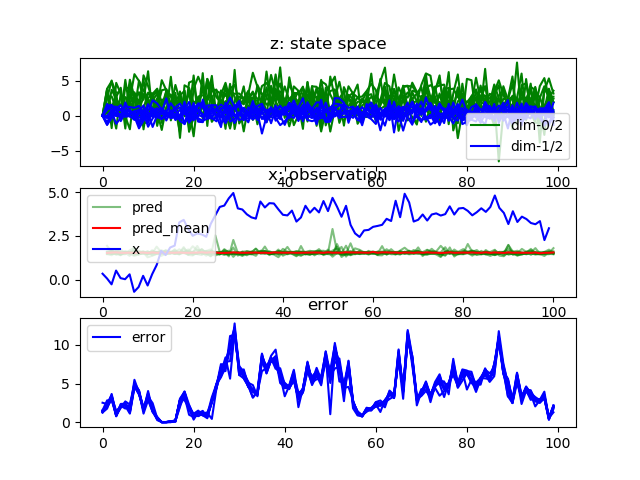 z: state space
5
0
−5
dim-0/2
dim-1/2
0 20 40 60 80 100
x: observation
5.0
2.5
0.0
pred
pred_mean
x
0 20 40 60 80 100
error
10
5
0
error
0 20 40 60 80 100